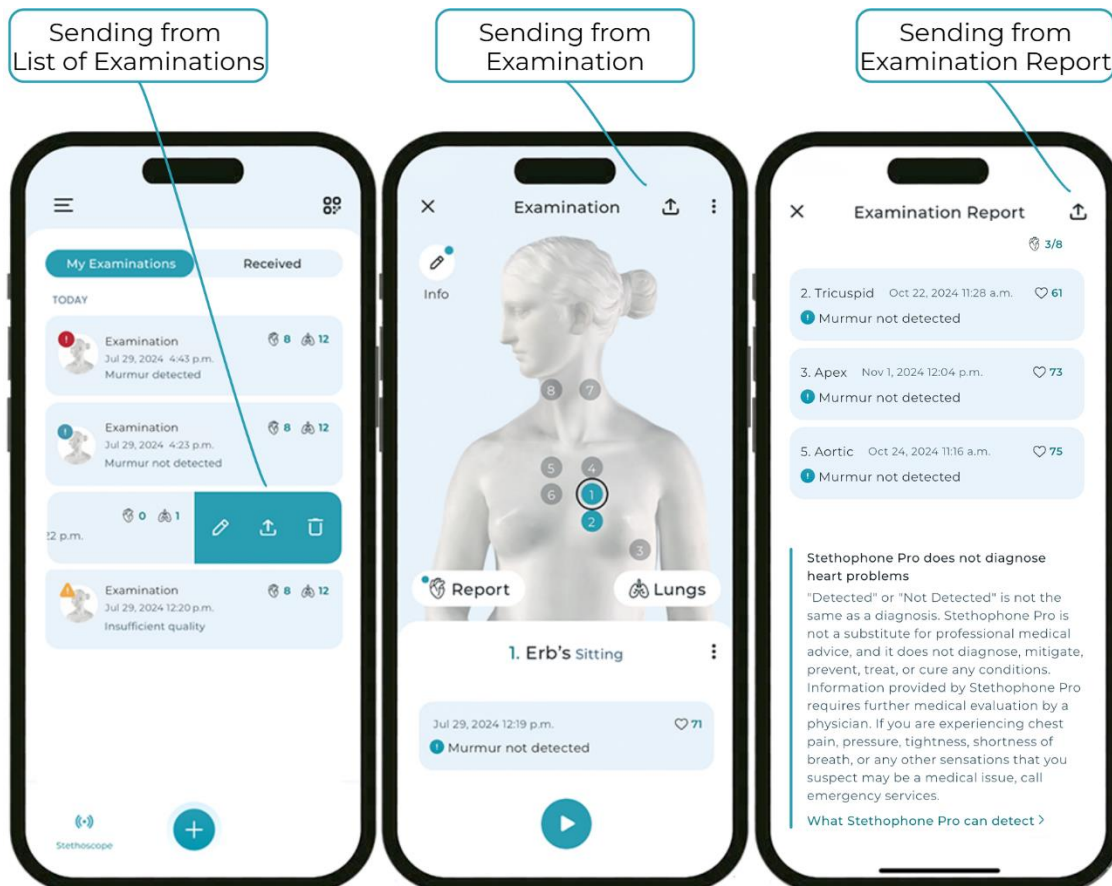 Sending from
List of Examinations
Sending from
Examination
Sending from
Examination Report
My Examinations
Received
TODAY
Examination
8 12
Jul 29, 2024 4:43 p.m.
Murmur detected
Examination
8 12
Jul 29, 2024 4:23 p.m.
Murmur not detected
0 1
22 p.m.
Examination
8 12
Jul 29, 2024 12:20 p.m.
Insufficient quality
Stethoscope
Examination
Info
8 7
5 4
6 1
2
3
Report
Lungs
1. Erb's Sitting
Jul 29, 2024 12:19 p.m. 71
Murmur not detected
Examination Report
3/8
2. Tricuspid Oct 22, 2024 11:28 a.m. 61
Murmur not detected
3. Apex Nov 1, 2024 12:04 p.m. 73
Murmur not detected
5. Aortic Oct 24, 2024 11:16 a.m. 75
Murmur not detected
Stethophone Pro does not diagnose
heart problems
"Detected" or "Not Detected" is not the
same as a diagnosis. Stethophone Pro is
not a substitute for professional medical
advice, and it does not diagnose, mitigate,
prevent, treat, or cure any conditions.
Information provided by Stethophone Pro
requires further medical evaluation by a
physician. If you are experiencing chest
pain, pressure, tightness, shortness of
breath, or any other sensations that you
suspect may be a medical issue, call
emergency services.
What Stethophone Pro can detect >